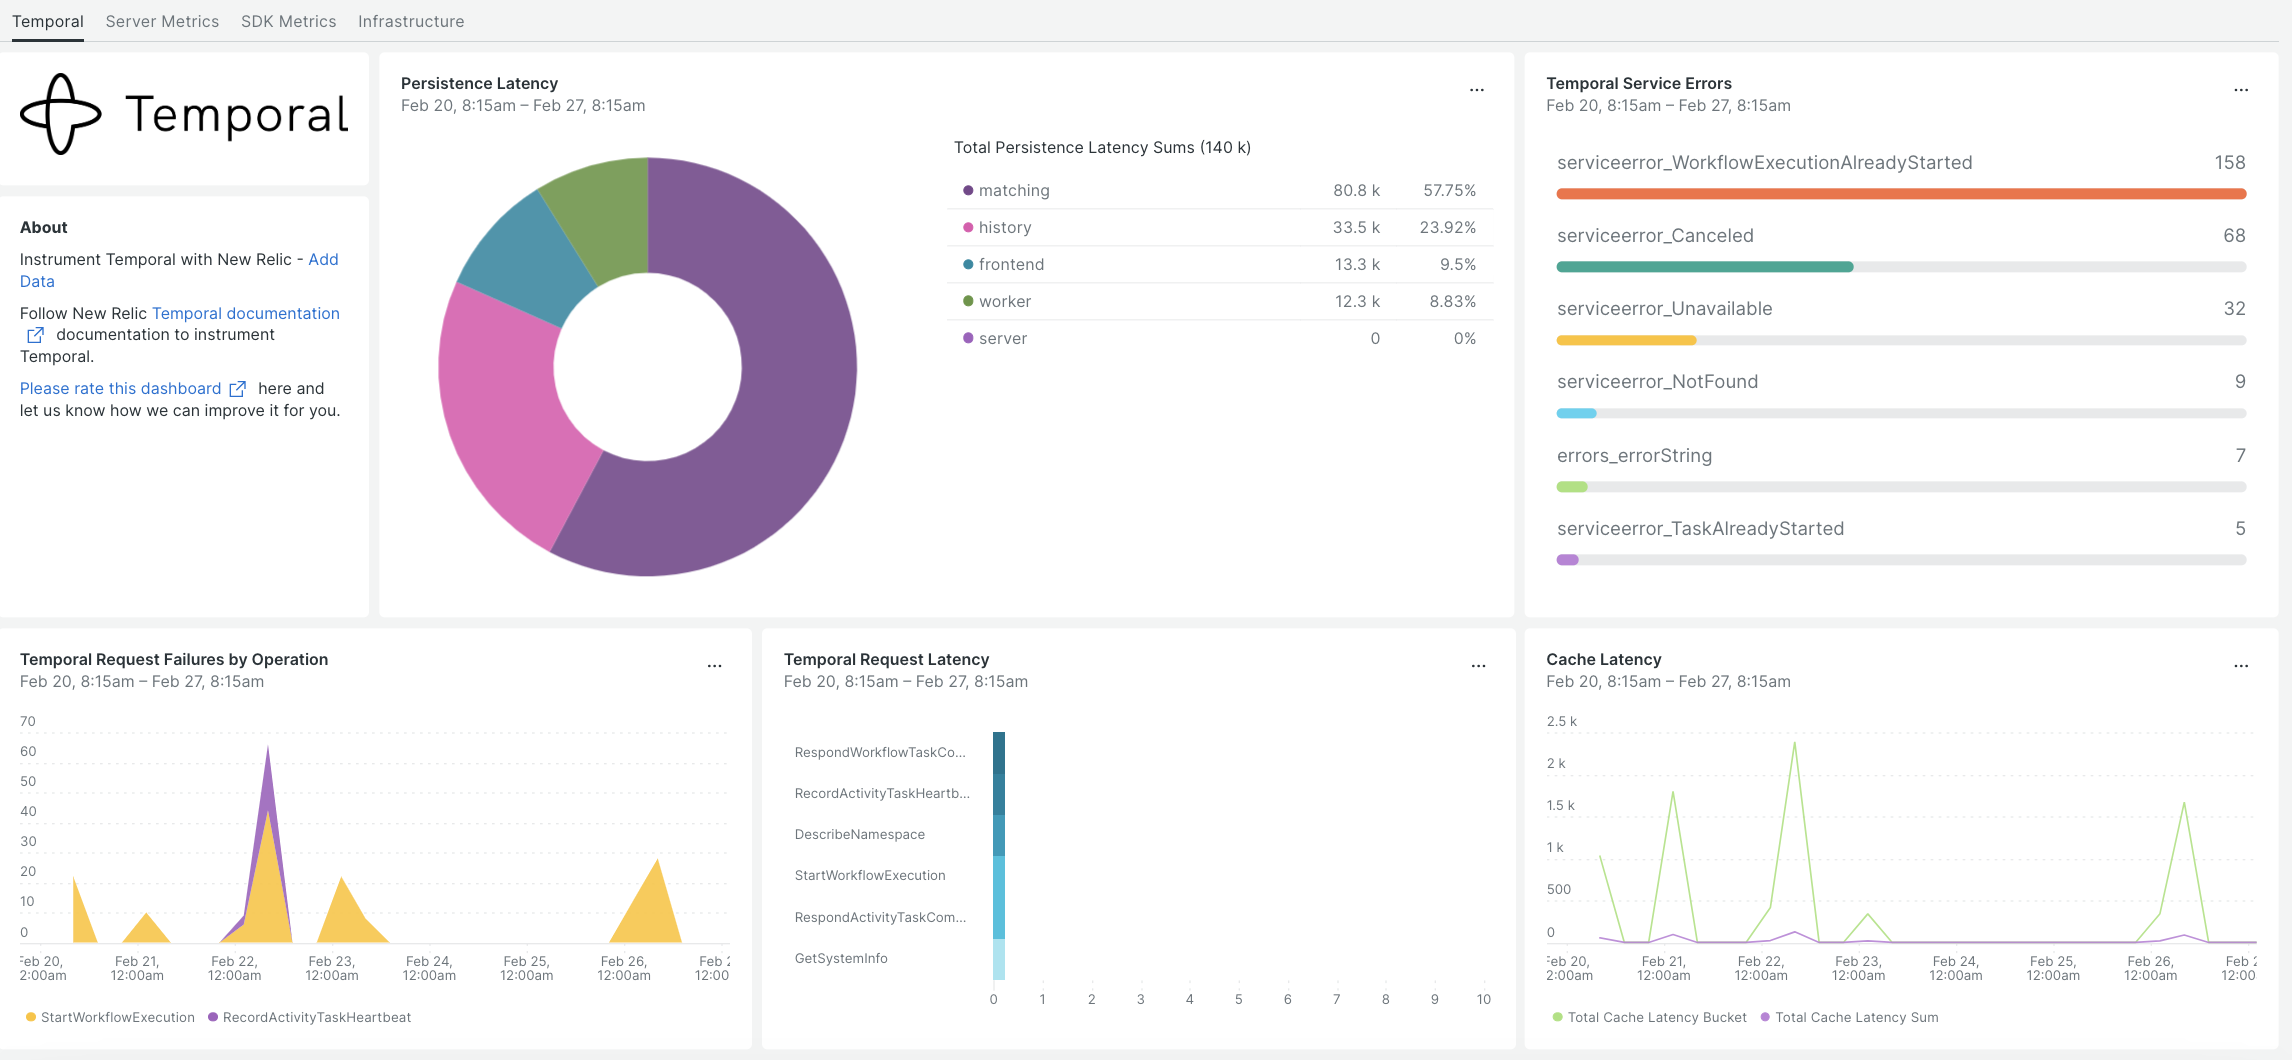 Temporal Server Metrics SDK Metrics Infrastructure
Temporal
About
Instrument Temporal with New Relic - Add
Data
Follow New Relic Temporal documentation
documentation to instrument
Temporal.
Please rate this dashboard here and
let us know how we can improve it for you.
Persistence Latency
Feb 20, 8:15am – Feb 27, 8:15am
...
Total Persistence Latency Sums (140 k)
matching 80.8 k 57.75%
history 33.5 k 23.92%
frontend 13.3 k 9.5%
worker 12.3 k 8.83%
server 0 0%
Temporal Service Errors
Feb 20, 8:15am – Feb 27, 8:15am
...
serviceerror_WorkflowExecutionAlreadyStarted 158
serviceerror_Canceled 68
serviceerror_Unavailable 32
serviceerror_NotFound 9
errors_errorString 7
serviceerror_TaskAlreadyStarted 5
Temporal Request Failures by Operation
Feb 20, 8:15am – Feb 27, 8:15am
...
70
60
50
40
30
20
10
0
Feb 20, Feb 21, Feb 22, Feb 23, Feb 24, Feb 25, Feb 26, Feb 2
2:00am 12:00am 12:00am 12:00am 12:00am 12:00am 12:00am 12:00
StartWorkflowExecution RecordActivityTaskHeartbeat
Temporal Request Latency
Feb 20, 8:15am – Feb 27, 8:15am
...
RespondWorkflowTaskCo...
RecordActivityTaskHeartb...
DescribeNamespace
StartWorkflowExecution
RespondActivityTaskCom...
GetSystemInfo
0 1 2 3 4 5 6 7 8 9 10
Cache Latency
Feb 20, 8:15am – Feb 27, 8:15am
...
2.5 k
2 k
1.5 k
1 k
500
0
Feb 20, Feb 21, Feb 22, Feb 23, Feb 24, Feb 25, Feb 26, Feb 2
2:00am 12:00am 12:00am 12:00am 12:00am 12:00am 12:00am 12:00
Total Cache Latency Bucket Total Cache Latency Sum